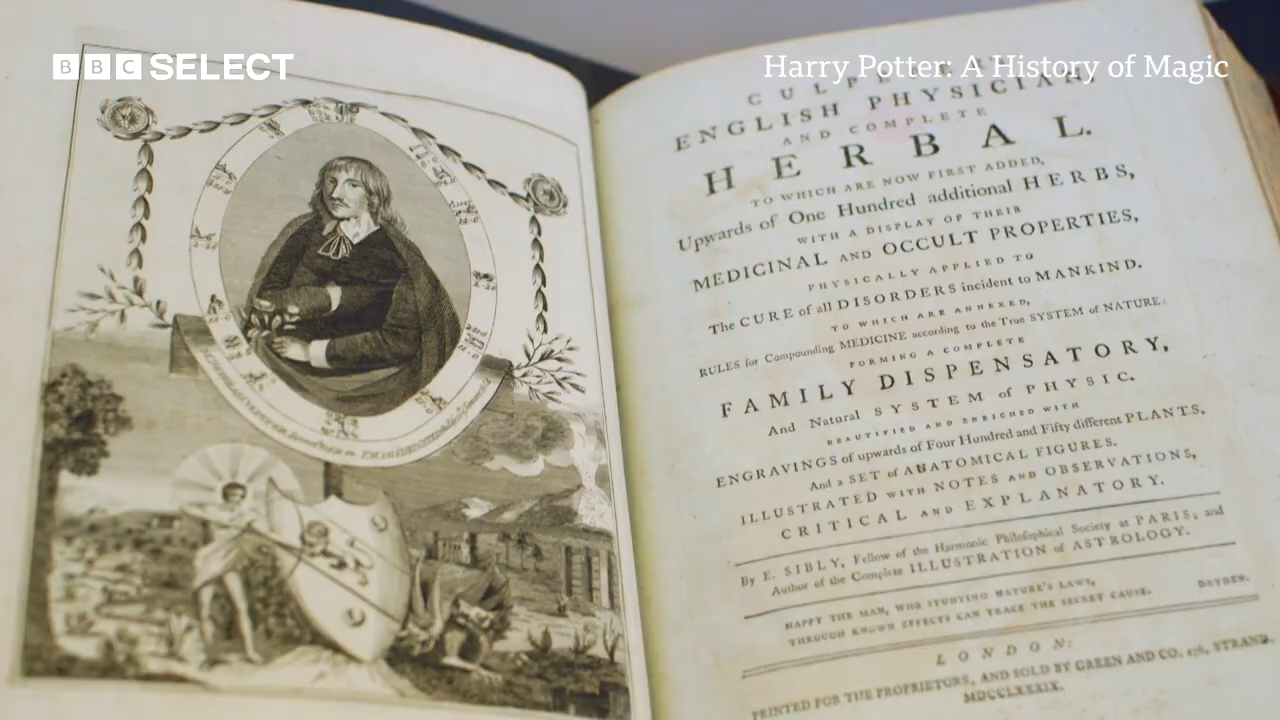 BBC SELECT
Harry Potter: A History of Magic
ENGLISH PHYSICIAN,
AND COMPLETE
HERBAL.
TO WHICH ARE NOW FIRST ADDED,
Upwards of One Hundred additional HERBS,
WITH A DISPLAY OF THEIR
MEDICINAL AND OCCULT PROPERTIES,
PHYSICALLY APPLIED TO
The CURE of all DISORDERS incident to MANKIND.
TO WHICH ARE ANNEXED,
RULES for Compounding MEDICINE according to the True SYSTEM of NATURE:
FORMING A COMPLETE
FAMILY DISPENSATORY,
And Natural SYSTEM of PHYSIC.
BEAUTIFIED AND ENRICHED WITH
ENGRAVINGS of upwards of Four Hundred and Fifty different PLANTS,
And a SET of ANATOMICAL FIGURES.
ILLUSTRATED WITH NOTES AND OBSERVATIONS,
CRITICAL AND EXPLANATORY.
By E. SIBLY, Fellow of the Harmonic Philosophical Society at PARIS, and
Author of the Complete ILLUSTRATION of ASTROLOGY.
HAPPY THE MAN, WHO STUDYING NATURE'S LAWS,
THROUGH KNOWN EFFECTS CAN TRACE THE SECRET CAUSE. DRYDEN.
LONDON:
PRINTED FOR THE PROPRIETORS, AND SOLD BY GREEN AND CO. 176, STRAND.
MDCCLXXXIX.